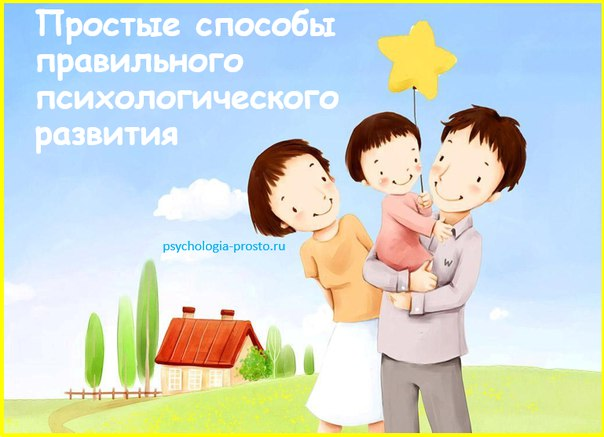 Простые способы
правильного
психологического
развития
psychologia-prosto.ru
W